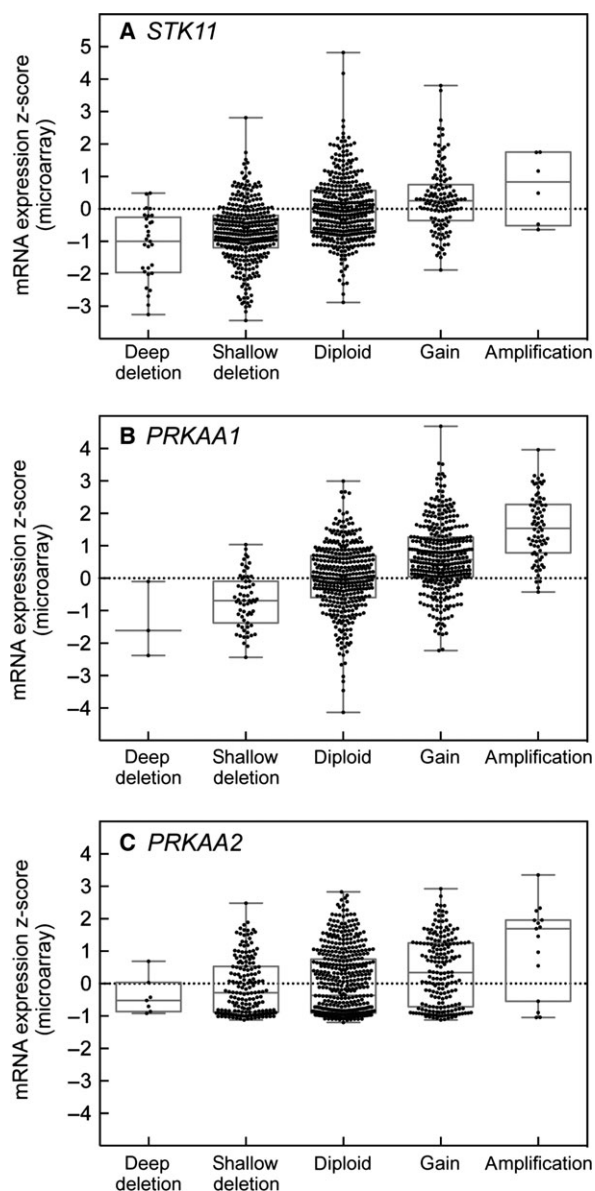 A STK11
mRNA expression z-score
(microarray)
5
4
3
2
1
0
–1
–2
–3
Deep
deletion
Shallow
deletion
Diploid
Gain
Amplification
B PRKAA1
mRNA expression z-score
(microarray)
4
3
2
1
0
–1
–2
–3
–4
Deep
deletion
Shallow
deletion
Diploid
Gain
Amplification
C PRKAA2
mRNA expression z-score
(microarray)
4
3
2
1
0
–1
–2
–3
–4
Deep
deletion
Shallow
deletion
Diploid
Gain
Amplification